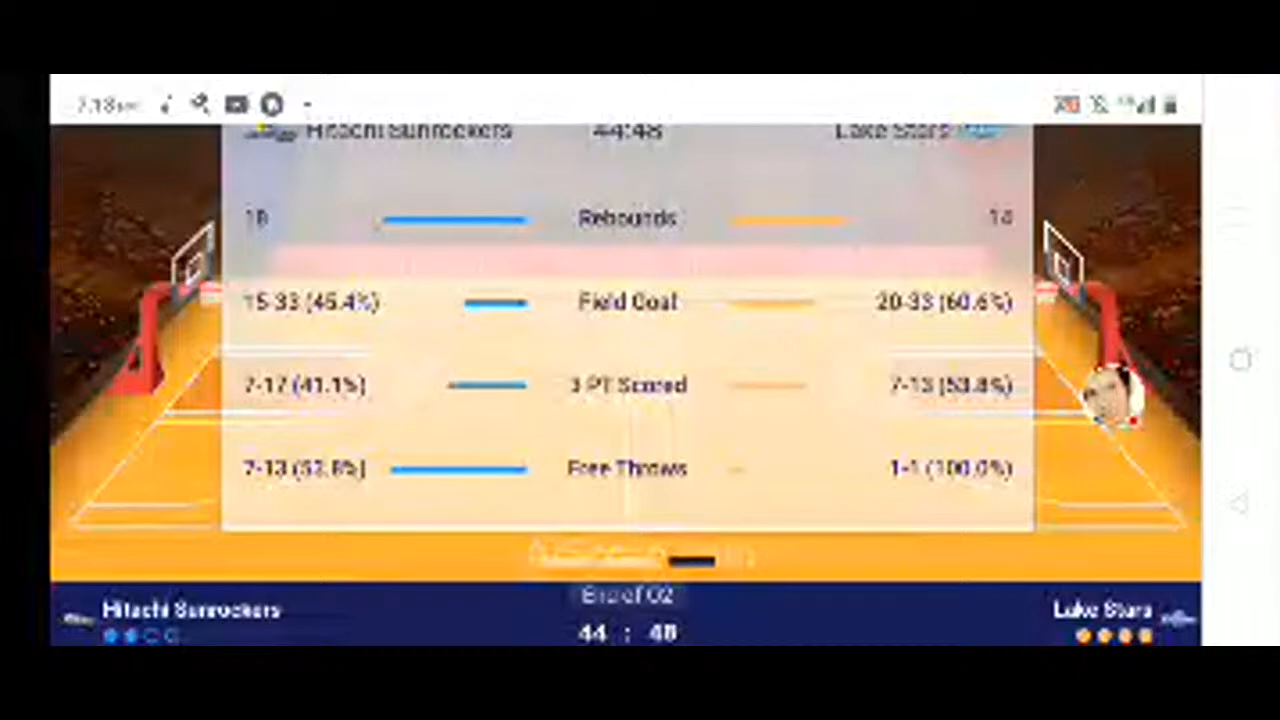 Hitachi Sunrockers 44:48 Lake Stars
18 Rebounds 14
15-33 (45.4%) Field Goal 20-33 (60.6%)
7-17 (41.1%) 3 PT Scored 7-13 (53.8%)
7-13 (53.8%) Free Throws 1-1 (100.0%)
End of Q2
Hitachi Sunrockers 44 : 48 Lake Stars